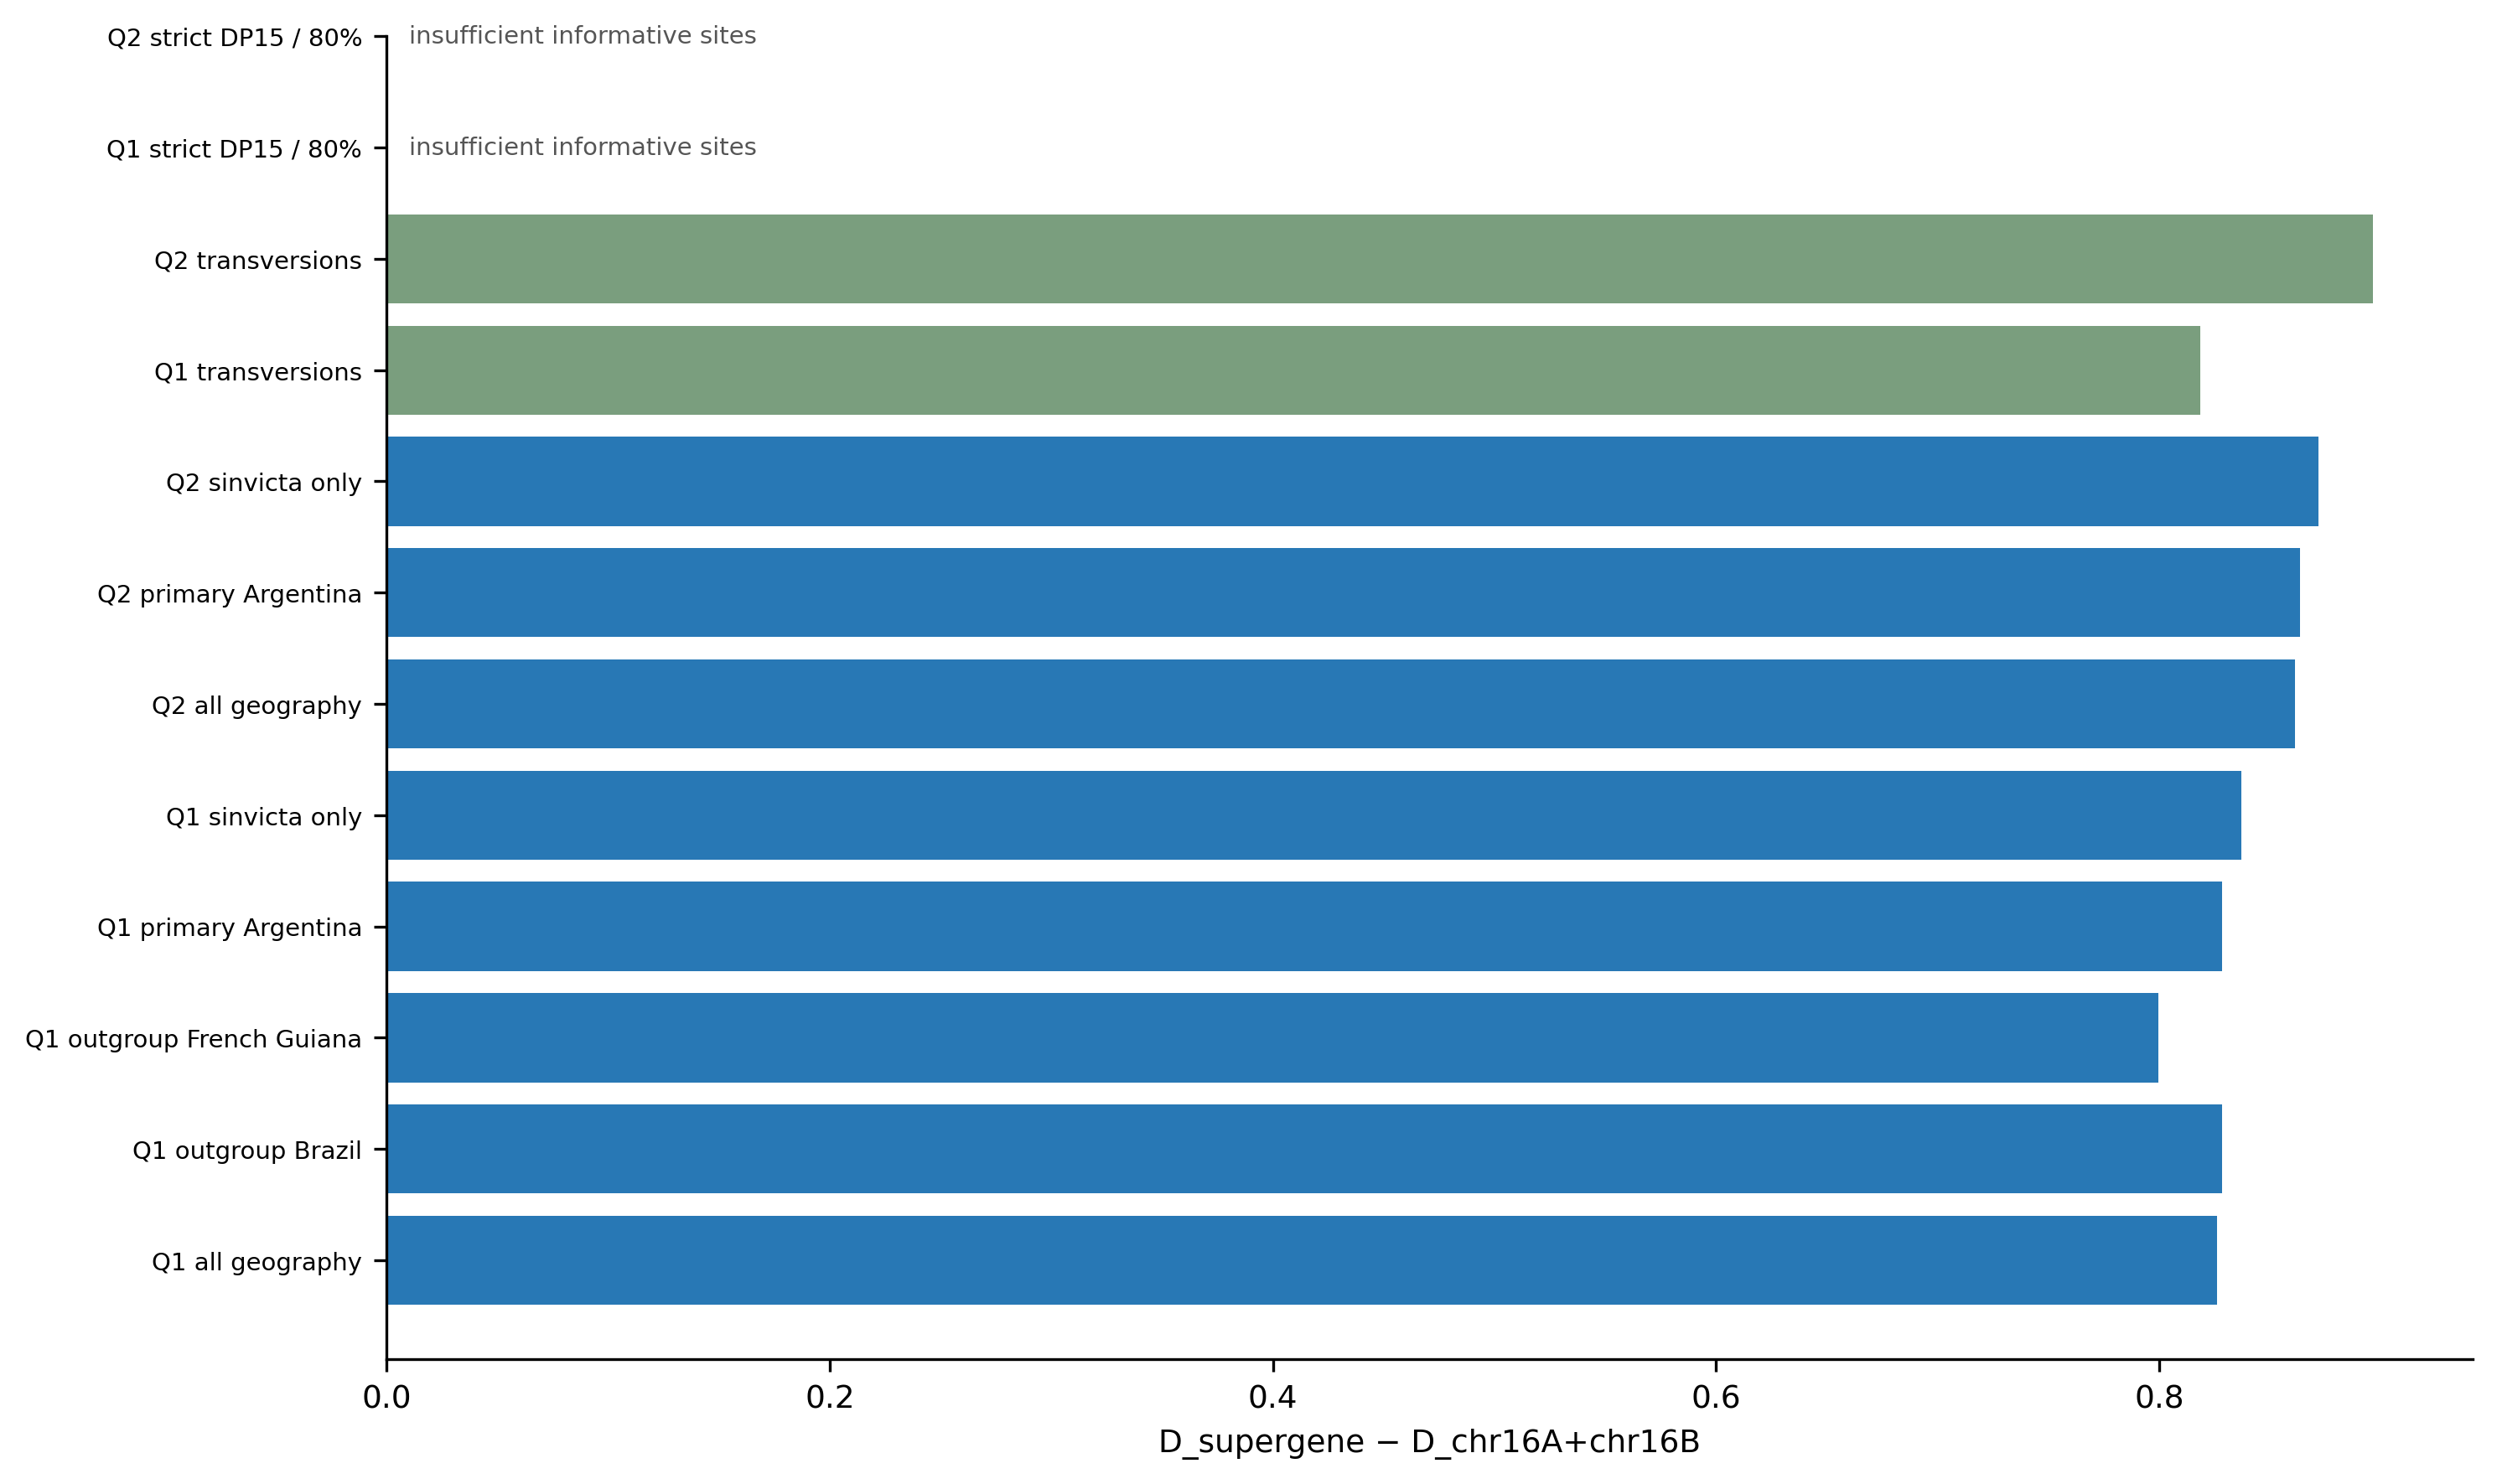 Q2 strict DP15 / 80% insufficient informative sites
Q1 strict DP15 / 80% insufficient informative sites
Q2 transversions
Q1 transversions
Q2 sinvicta only
Q2 primary Argentina
Q2 all geography
Q1 sinvicta only
Q1 primary Argentina
Q1 outgroup French Guiana
Q1 outgroup Brazil
Q1 all geography
0.0 0.2 0.4 0.6 0.8
D_supergene − D_chr16A+chr16B